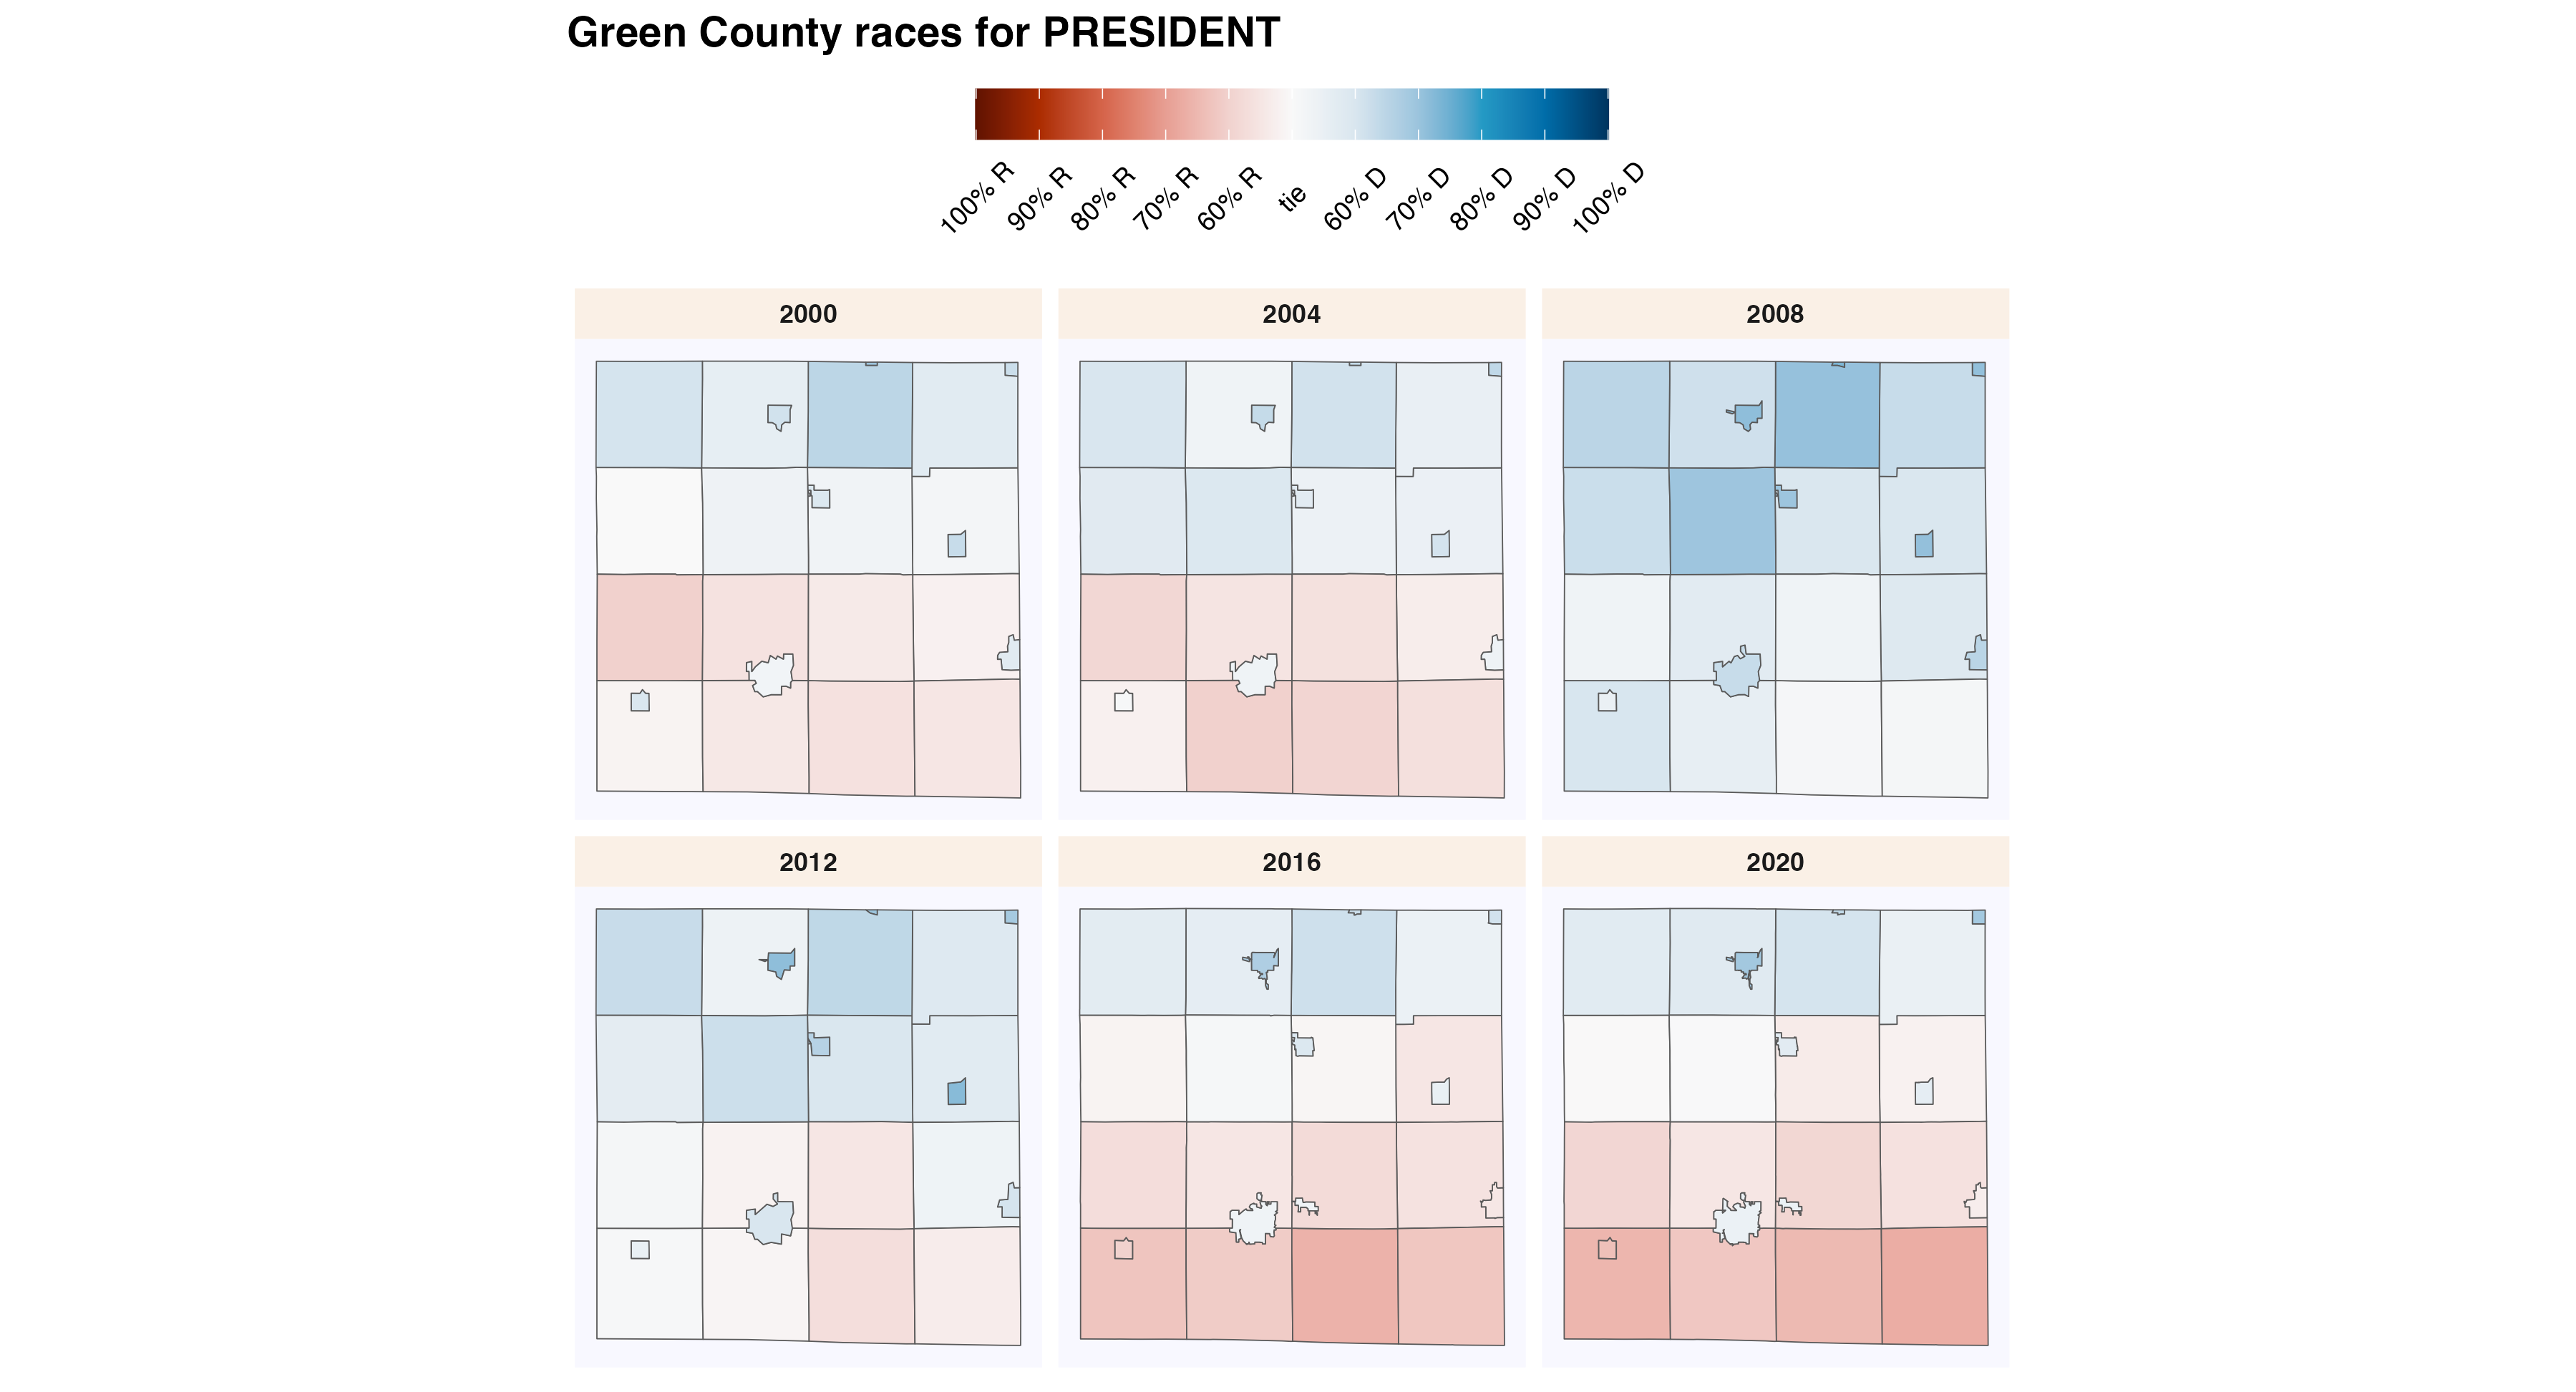 Green County races for PRESIDENT
100% R
90% R
80% R
70% R
60% R
tie
60% D
70% D
80% D
90% D
100% D
2000
2004
2008
2012
2016
2020